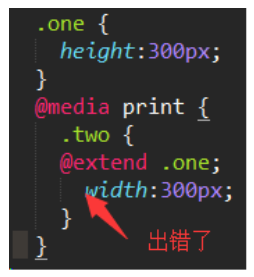 .one {
height:300px;
}
@media print {
.two {
@extend .one;
width:300px;
}
}
出错了